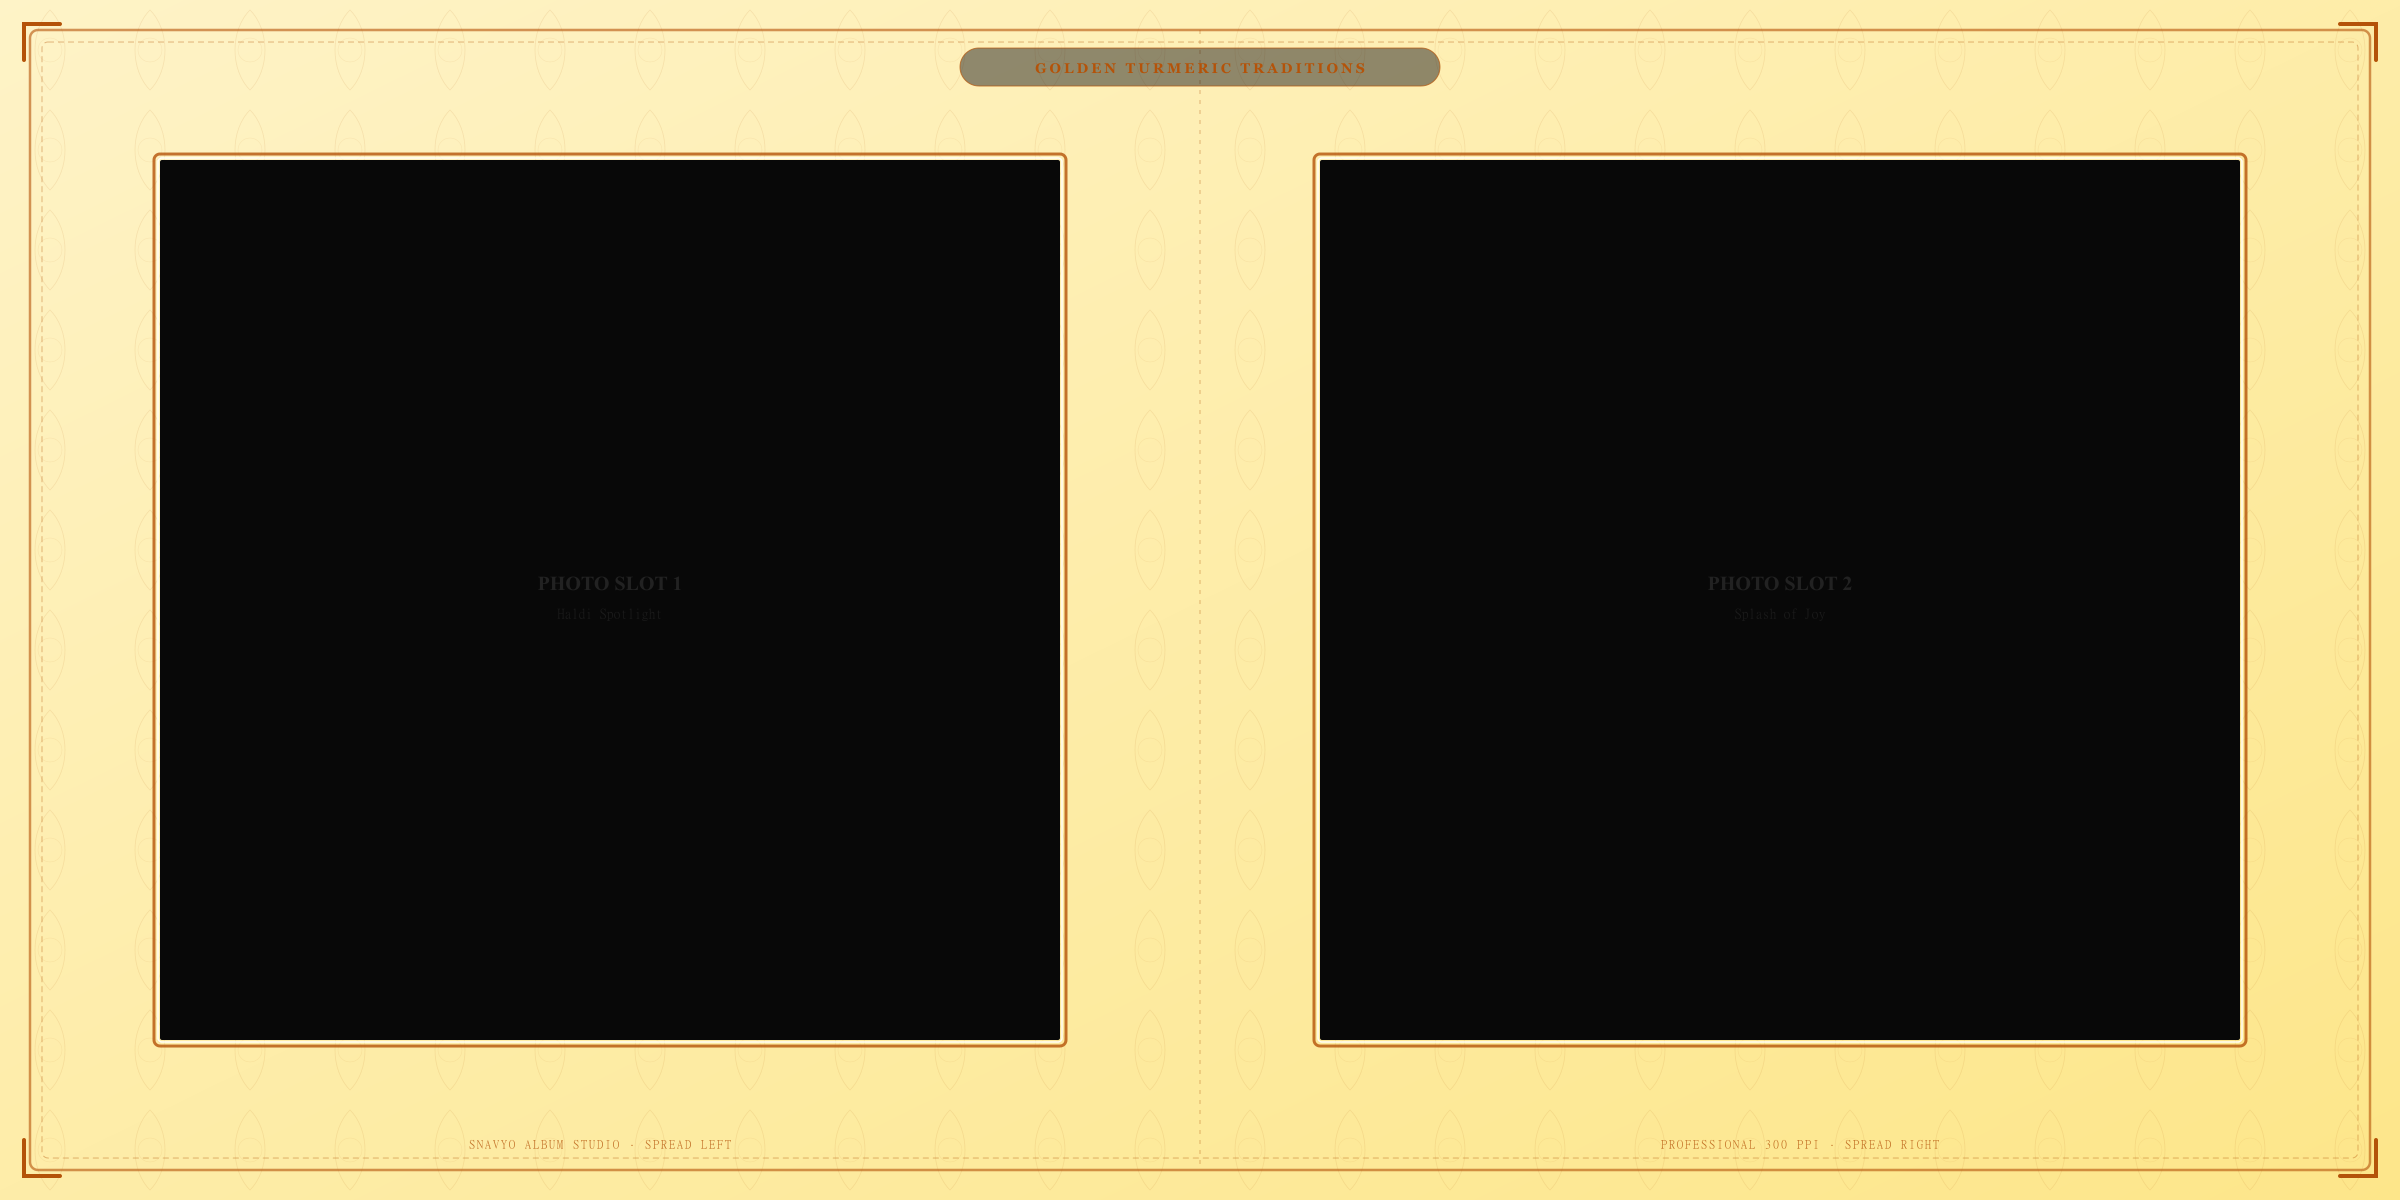 GOLDEN TURMERIC TRADITIONS
PHOTO SLOT 1
Haldi Spotlight
PHOTO SLOT 2
Splash of Joy
SNAVYO ALBUM STUDIO · SPREAD LEFT
PROFESSIONAL 300 PPI · SPREAD RIGHT